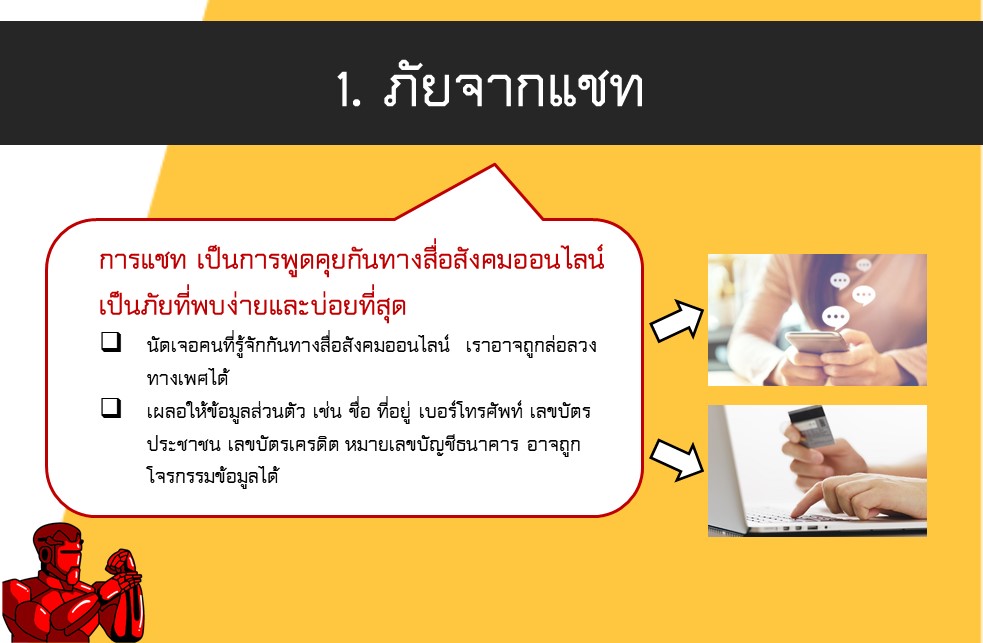 1. ภัยจากแชท
การแชท เป็นการพูดคุยกันทางสื่อสังคมออนไลน์
เป็นภัยที่พบง่ายและบ่อยที่สุด
นัดเจอคนที่รู้จักกันทางสื่อสังคมออนไลน์ เราอาจถูกล่อลวง
ทางเพศได้
เผลอให้ข้อมูลส่วนตัว เช่น ชื่อ ที่อยู่ เบอร์โทรศัพท์ เลขบัตร
ประชาชน เลขบัตรเครดิต หมายเลขบัญชีธนาคาร อาจถูก
โจรกรรมข้อมูลได้